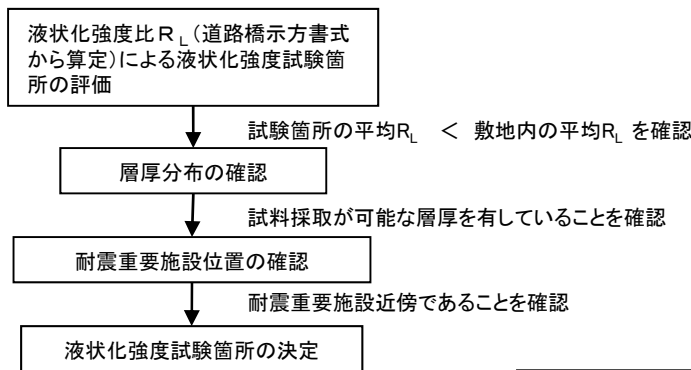 液状化強度比RL(道路橋示方書式
から算定)による液状化強度試験箇
所の評価
試験箇所の平均RL < 敷地内の平均RL を確認
層厚分布の確認
試料採取が可能な層厚を有していることを確認
耐震重要施設位置の確認
耐震重要施設近傍であることを確認
液状化強度試験箇所の決定